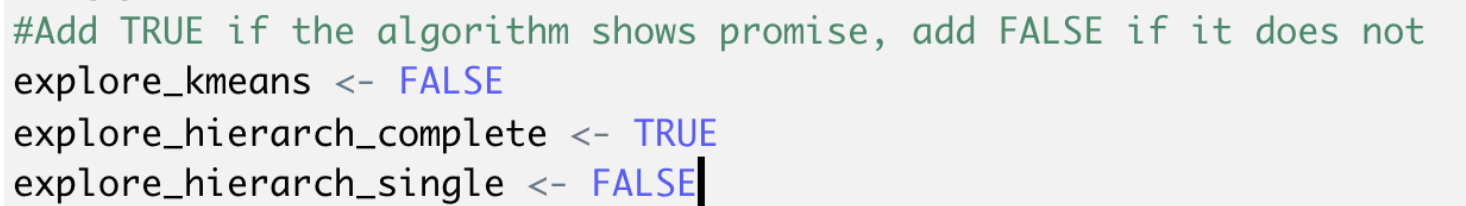 #Add TRUE if the algorithm shows promise, add FALSE if it does not
explore_kmeans <- FALSE
explore_hierarch_complete <- TRUE
explore_hierarch_single <- FALSE